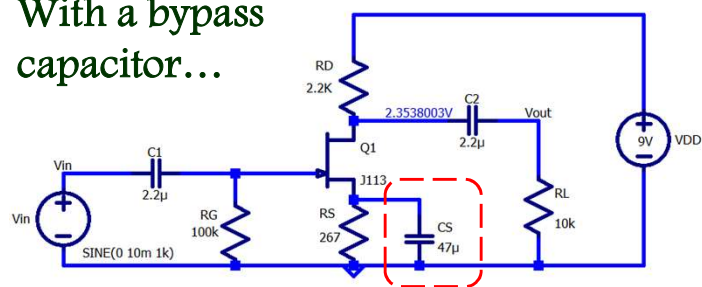 With a bypass
capacitor...
RD
2.2K
2.3538003V
C2
2.2µ
Vout
Q1
J113
9V
VDD
Vin
C1
2.2µ
Vin
RG
100k
RS
267
CS
47µ
RL
10k
SINE(0 10m 1k)